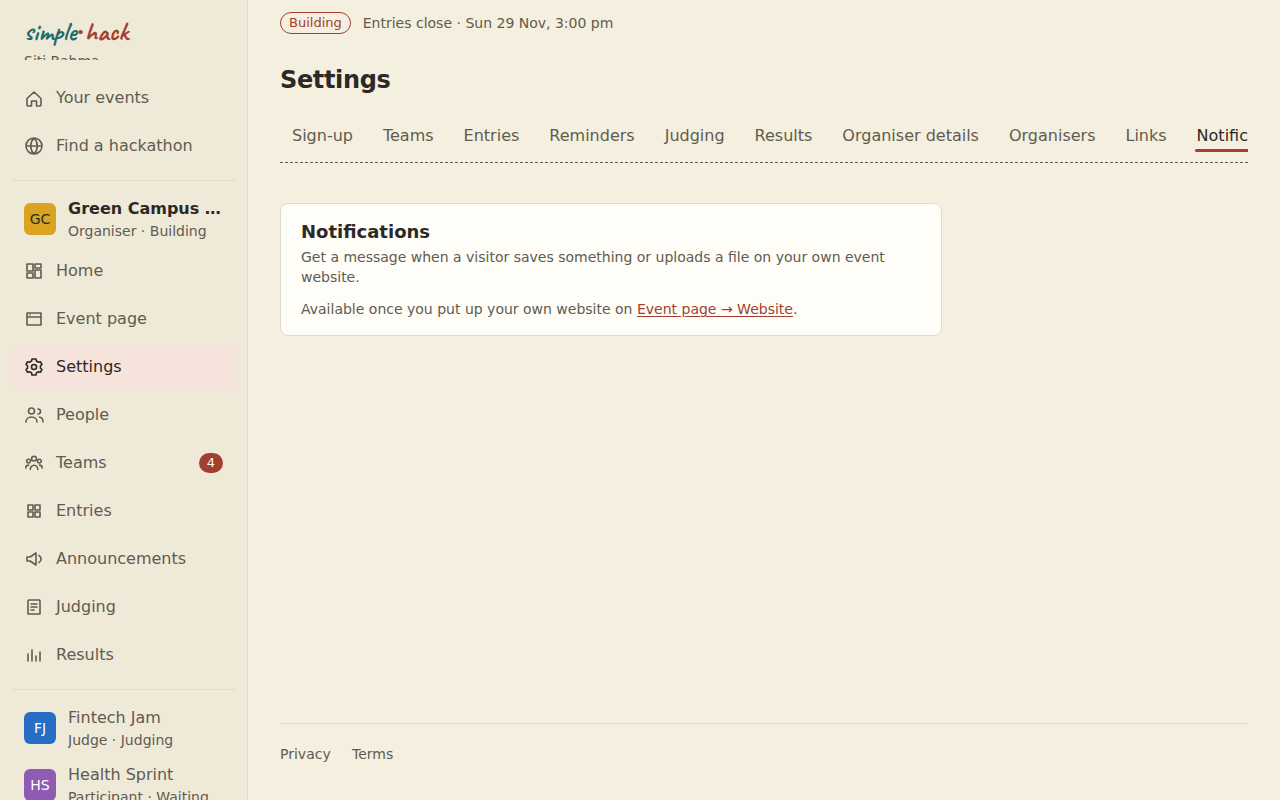 simple·hack
Siti Rahma
Your events
Find a hackathon
GC
Green Campus ...
Organiser · Building
Home
Event page
Settings
People
Teams
4
Entries
Announcements
Judging
Results
FJ
Fintech Jam
Judge · Judging
HS
Health Sprint
Participant · Waiting
Building
Entries close · Sun 29 Nov, 3:00 pm
Settings
Sign-up Teams Entries Reminders Judging Results Organiser details Organisers Links Notific
Notifications
Get a message when a visitor saves something or uploads a file on your own event
website.
Available once you put up your own website on Event page → Website.
Privacy Terms